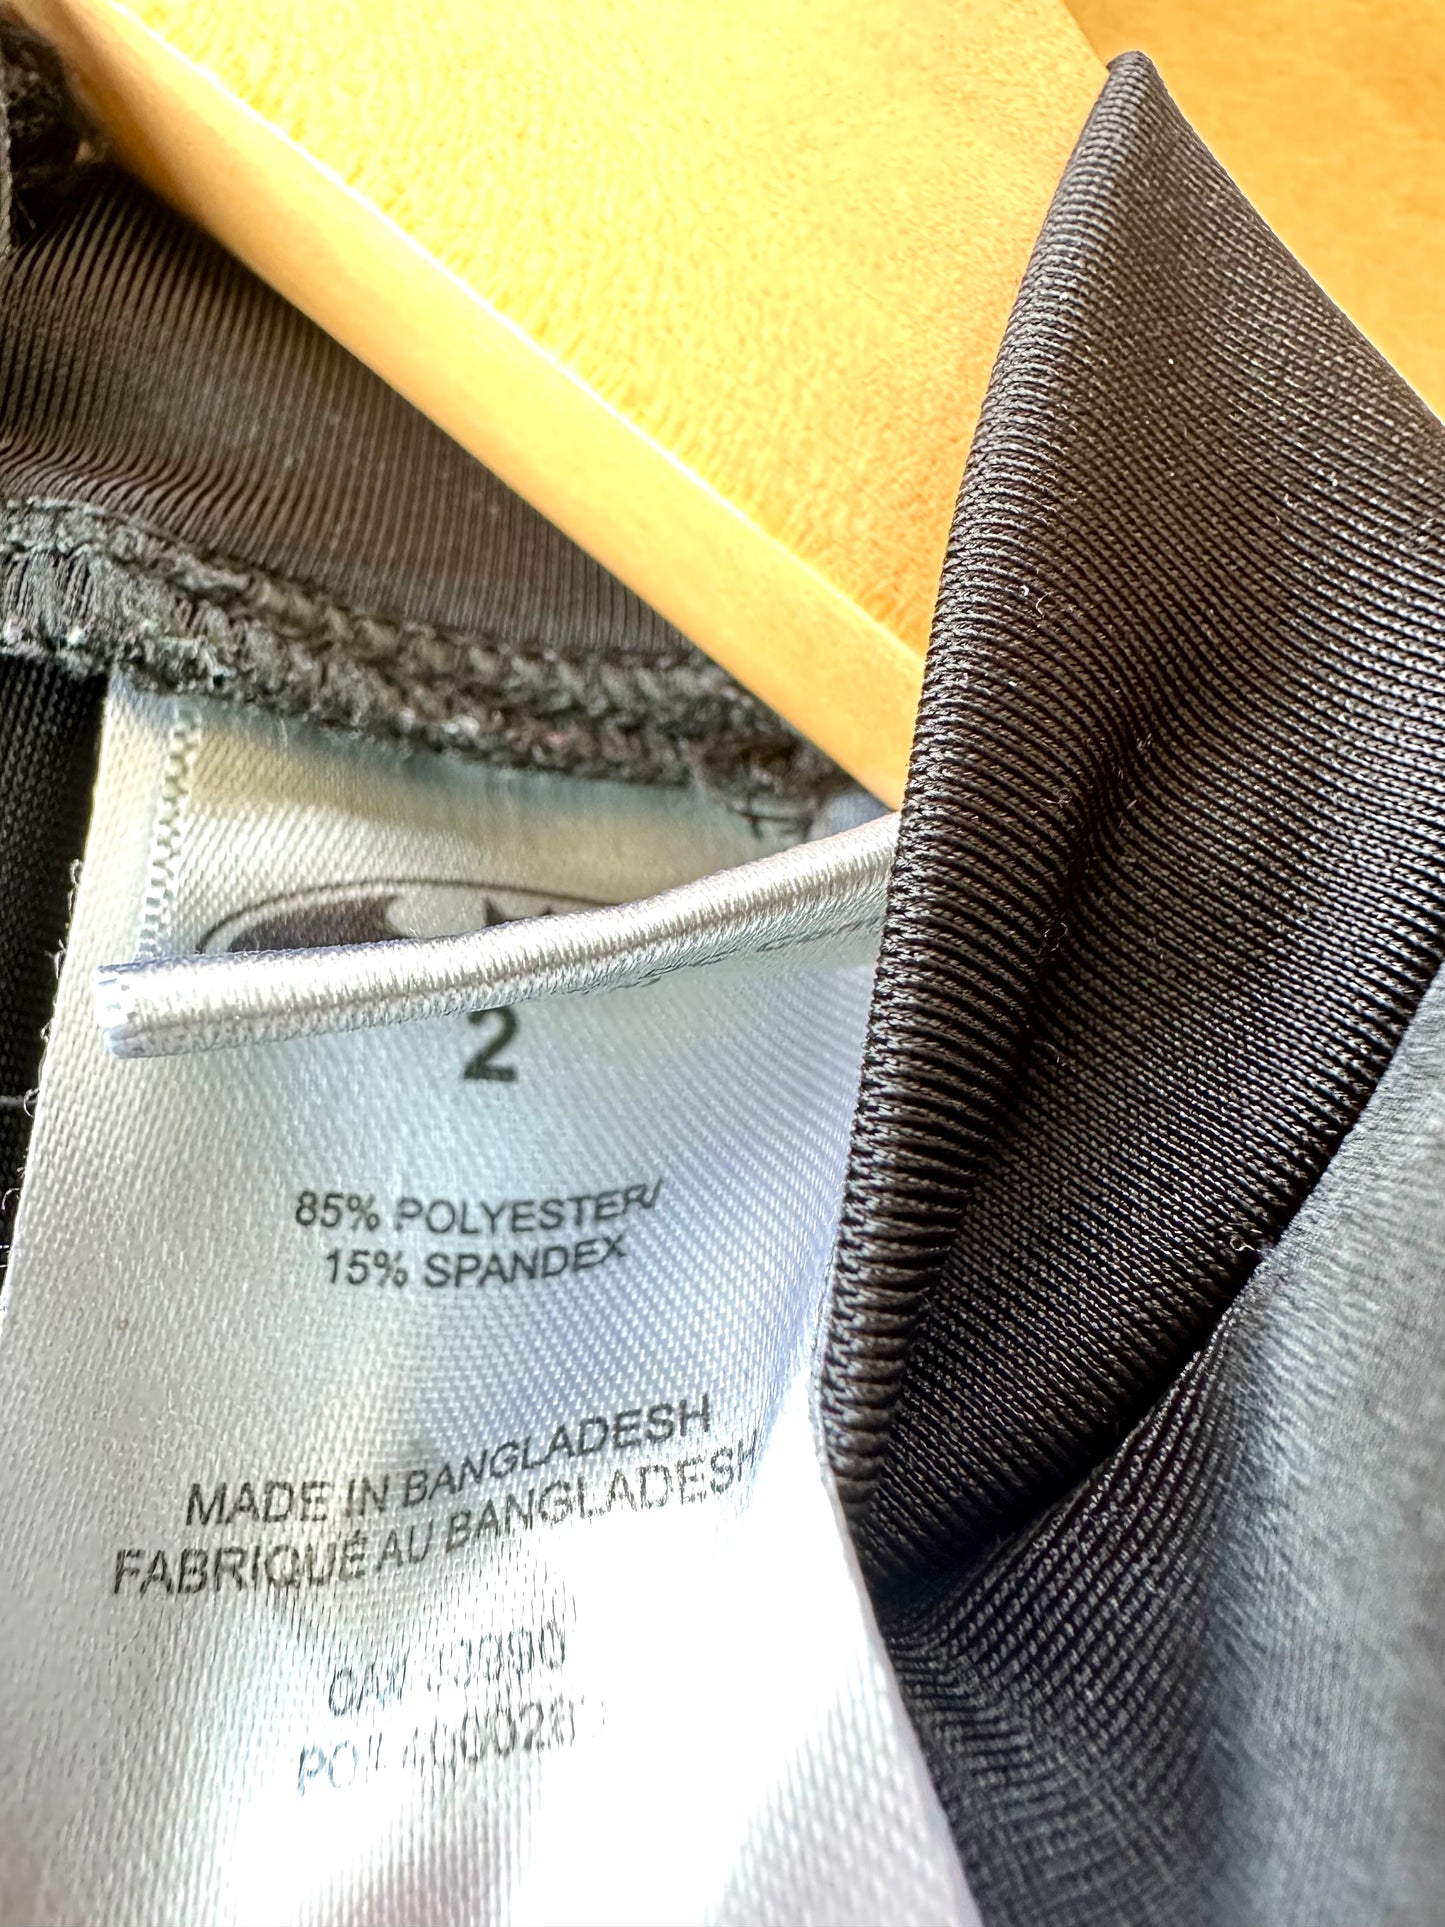 2
85% POLYESTER/
15% SPANDEX
MADE IN BANGLADESH
FABRIQUÉ AU BANGLADESH